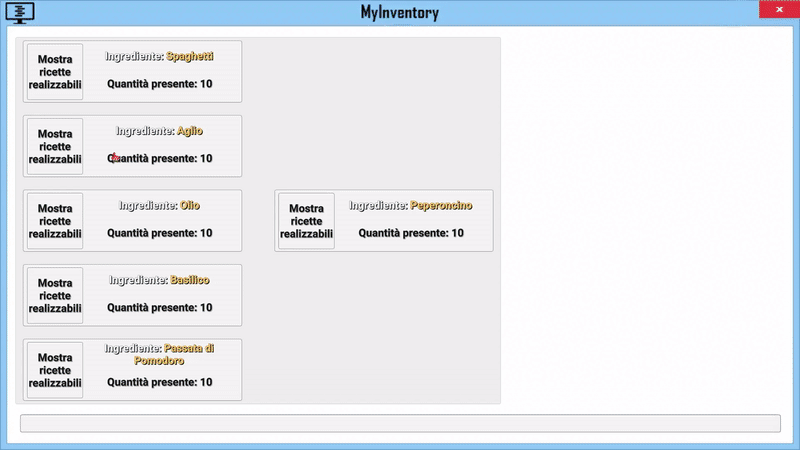 MyInventory
Mostra
ricette
realizzabili
Ingrediente: Spaghetti
Quantità presente: 10
Mostra
ricette
realizzabili
Ingrediente: Aglio
Quantità presente: 10
Mostra
ricette
realizzabili
Ingrediente: Olio
Quantità presente: 10
Mostra
ricette
realizzabili
Ingrediente: Peperoncino
Quantità presente: 10
Mostra
ricette
realizzabili
Ingrediente: Basilico
Quantità presente: 10
Mostra
ricette
realizzabili
Ingrediente: Passata di
Pomodoro
Quantità presente: 10